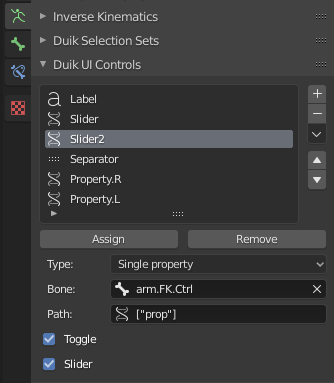 Inverse Kinematics
Duik Selection Sets
Duik UI Controls
Label
Slider
Slider2
Separator
Property.R
Property.L
Assign Remove
Type: Single property
Bone: arm.FK.Ctrl
Path: ["prop"]
Toggle
Slider